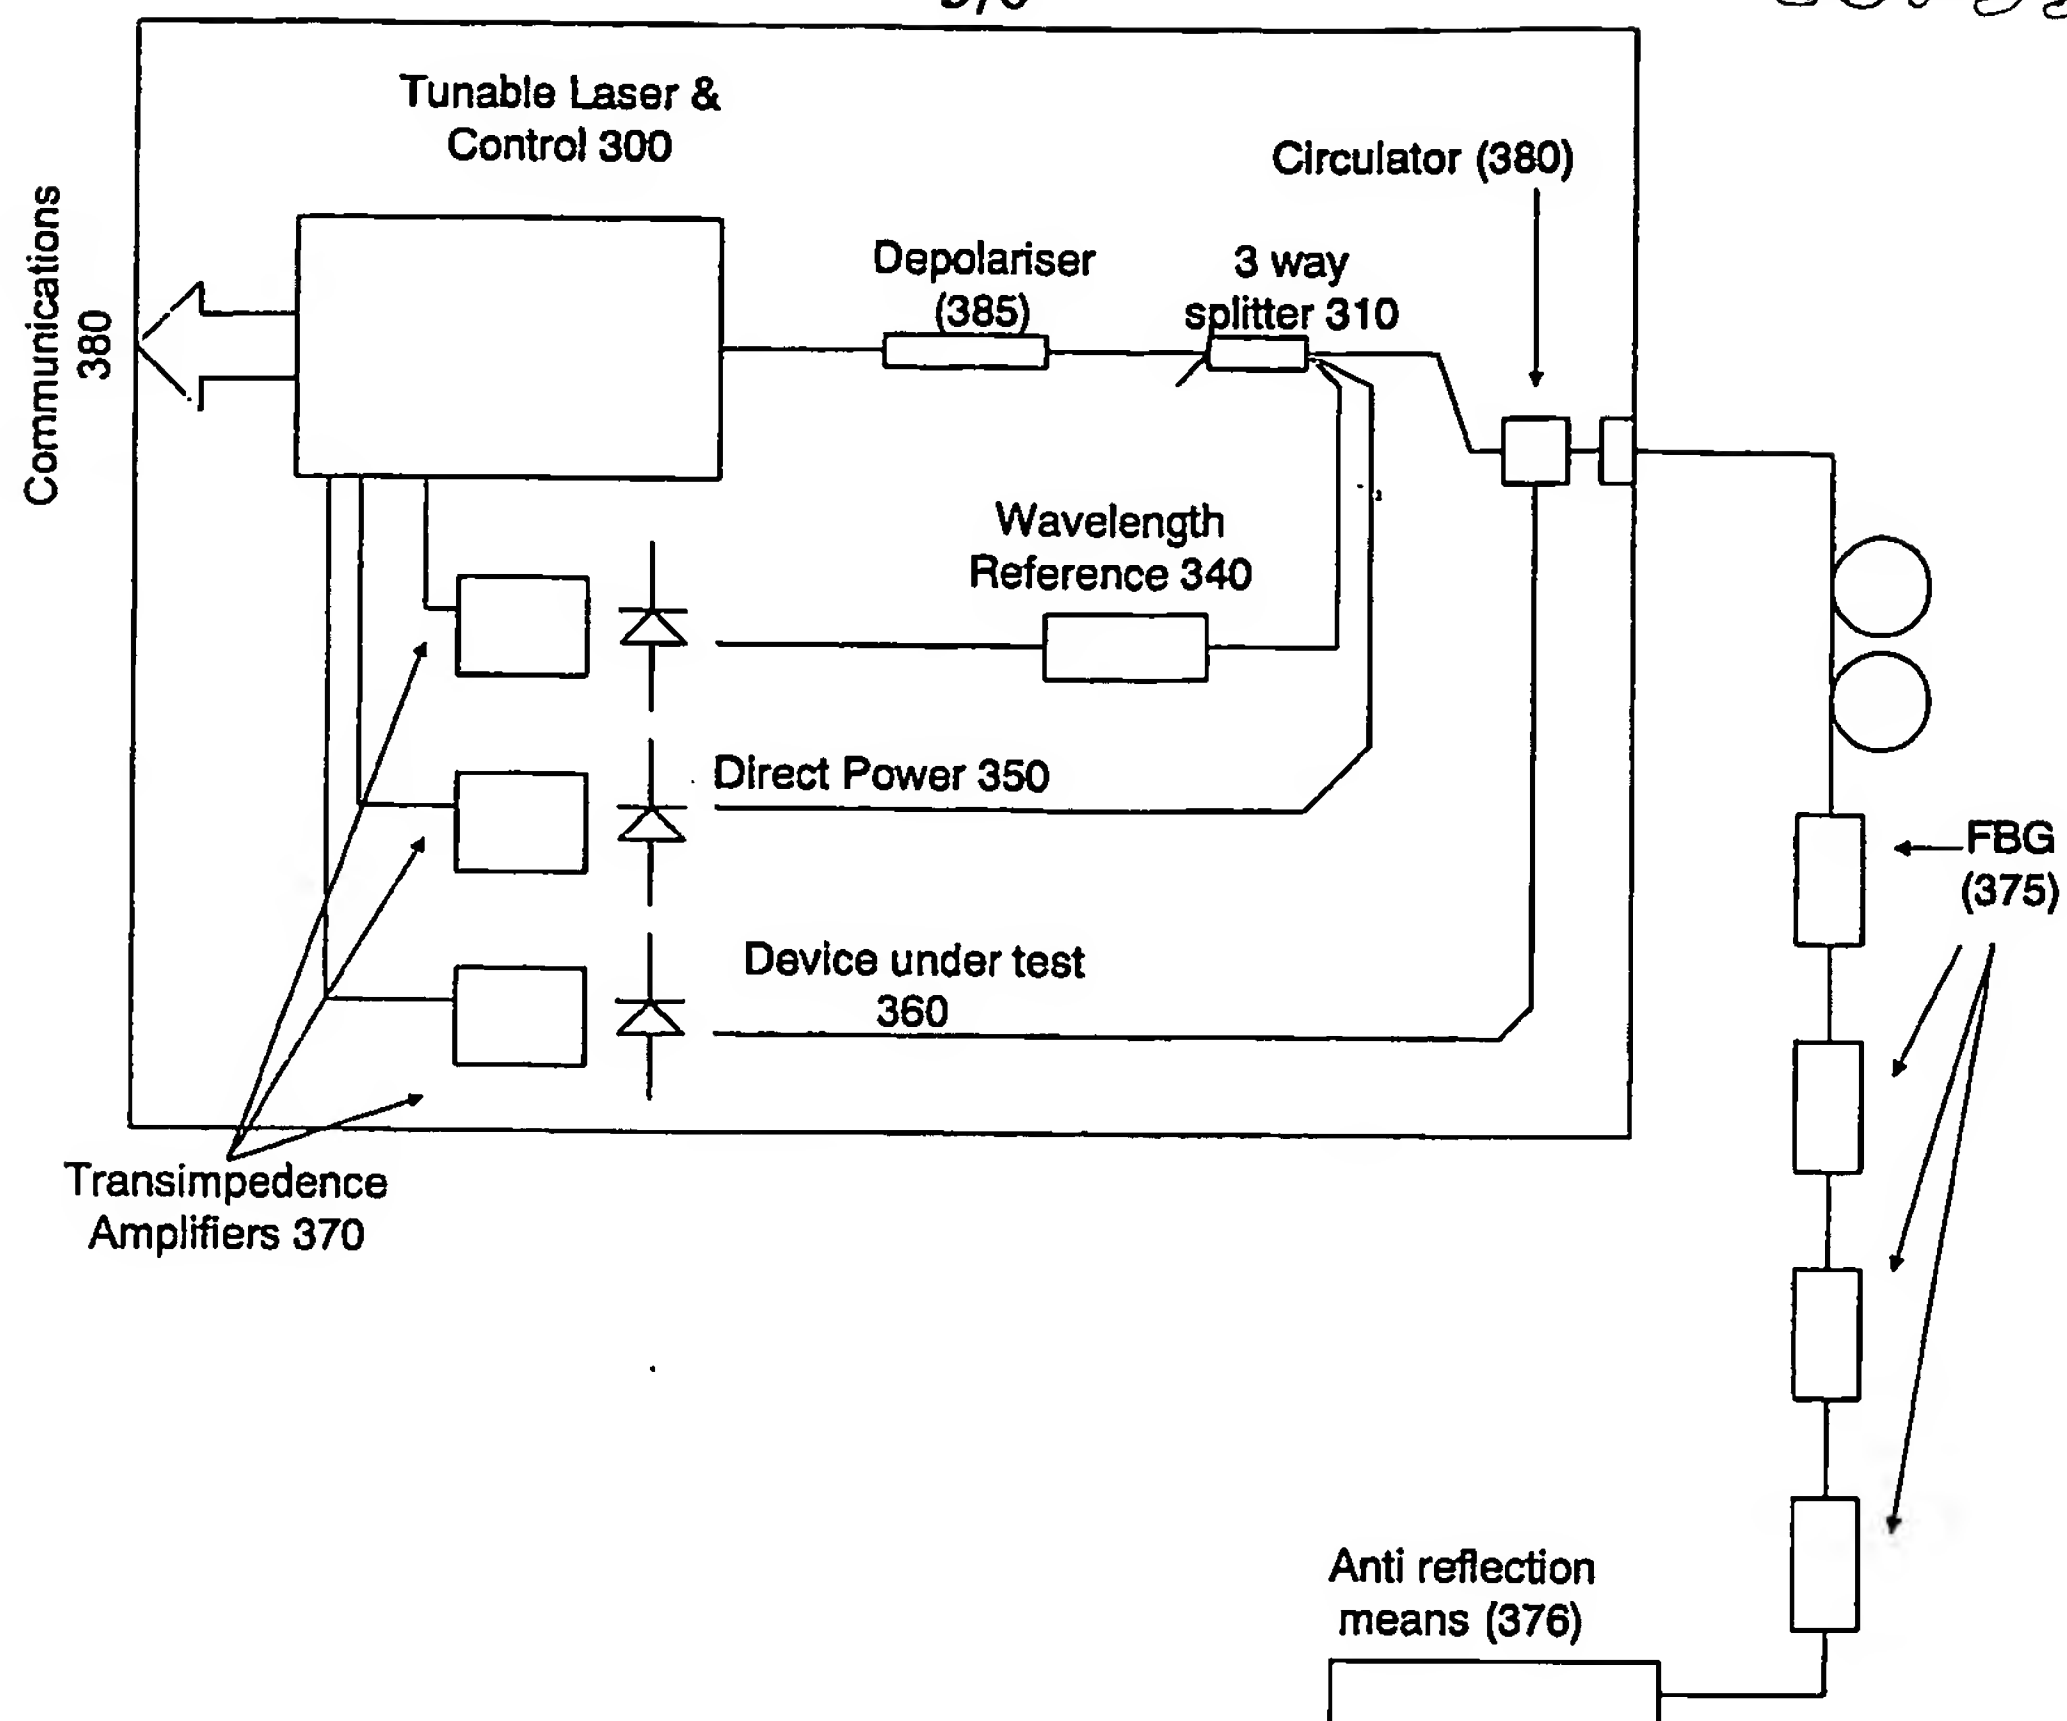 Tunable Laser &
Control 300
Circulator (380)
Communications
380
Depolariser
(385)
3 way
splitter 310
Wavelength
Reference 340
Direct Power 350
FBG
(375)
Device under test
360
Transimpedence
Amplifiers 370
Anti reflection
means (376)